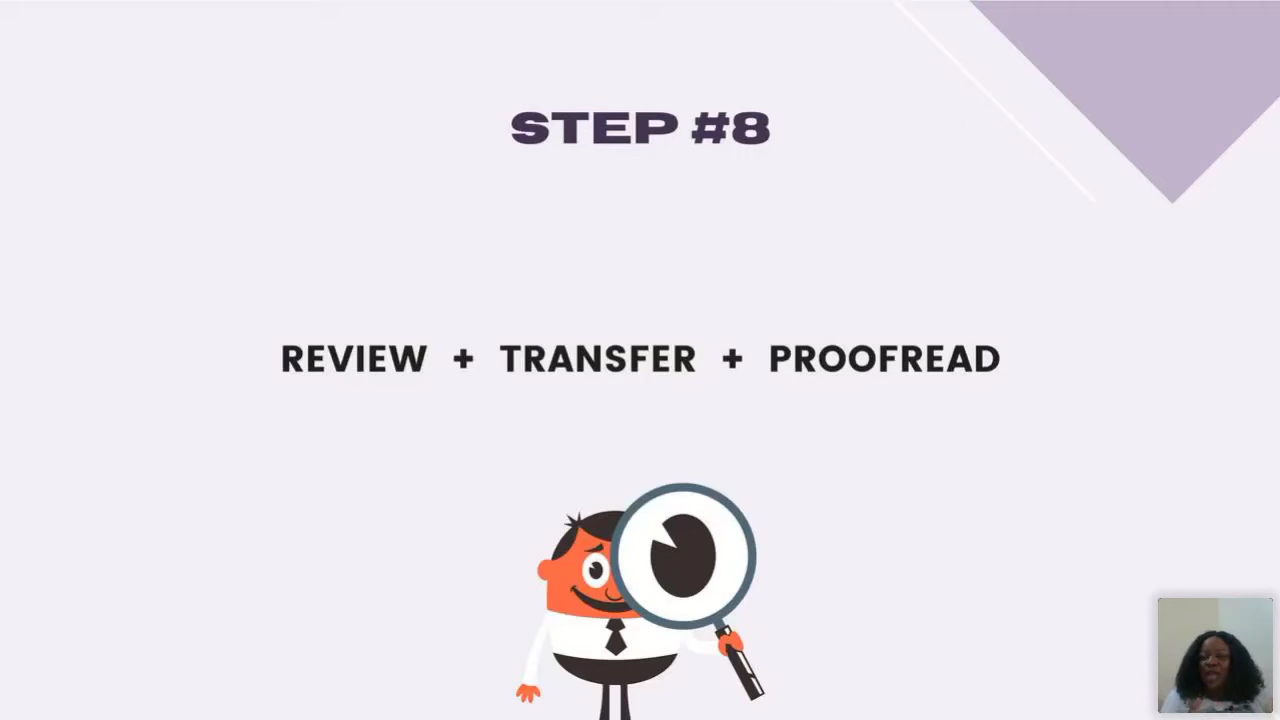 STEP #8
REVIEW + TRANSFER + PROOFREAD